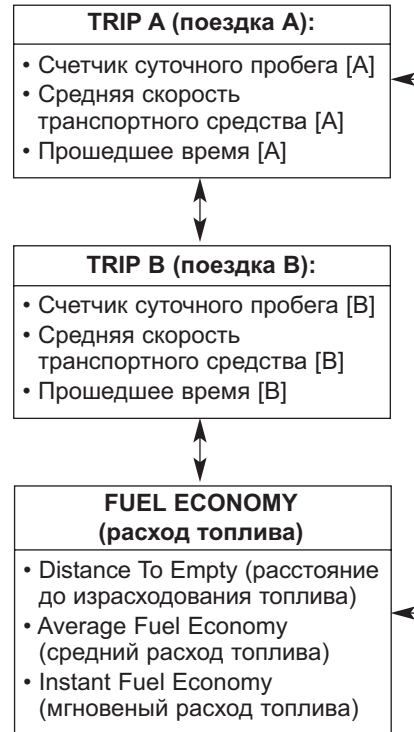 TRIP A (поездка A):
• Счетчик суточного пробега [A]
• Средняя скорость
транспортного средства [A]
• Прошедшее время [A]
TRIP B (поездка B):
• Счетчик суточного пробега [B]
• Средняя скорость
транспортного средства [B]
• Прошедшее время [B]
FUEL ECONOMY
(расход топлива)
• Distance To Empty (расстояние
до израсходования топлива)
• Average Fuel Economy
(средний расход топлива)
• Instant Fuel Economy
(мгновеный расход топлива)